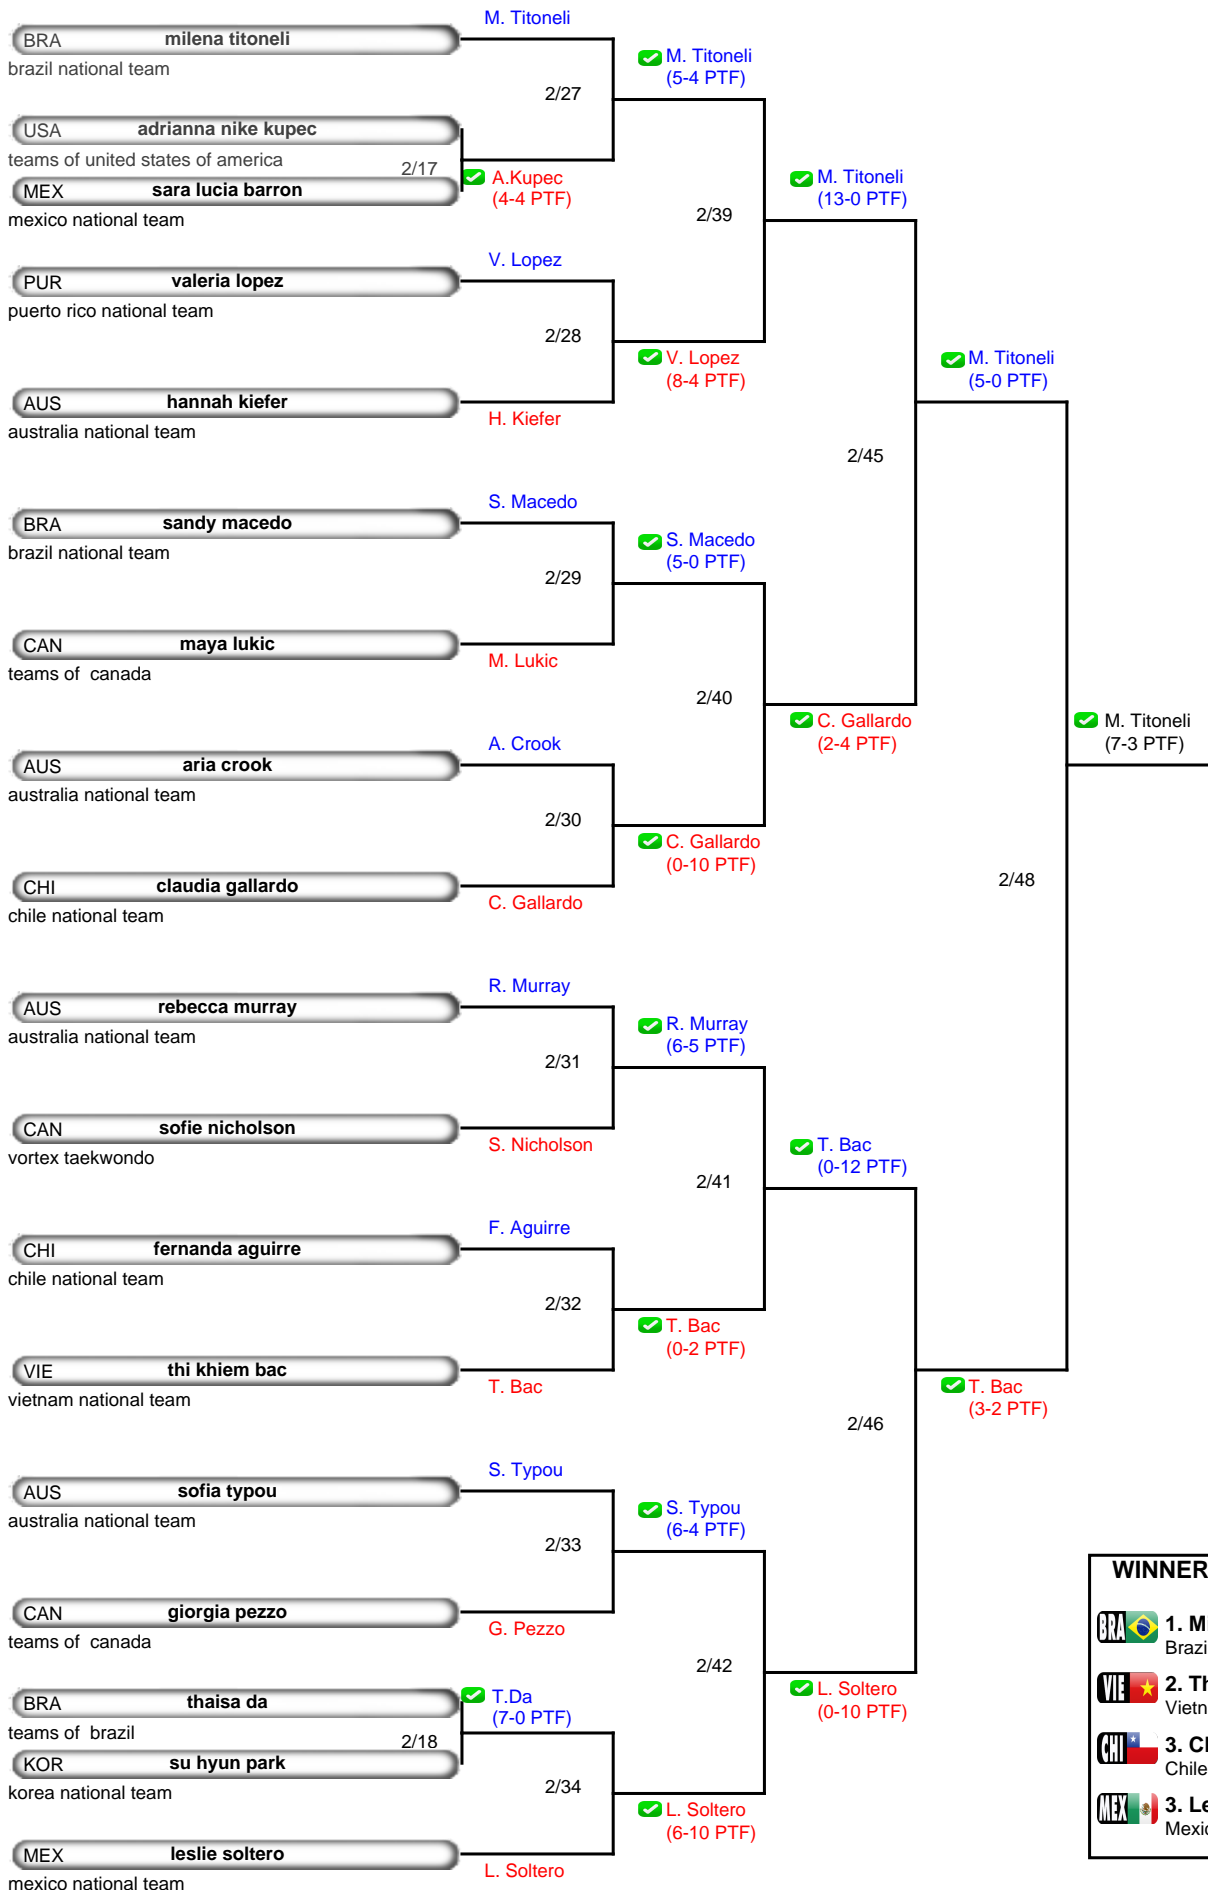 M. Titoneli
BRA milena titoneli
brazil national team
M. Titoneli
(5-4 PTF)
2/27
USA adrianna nike kupec
teams of united states of america
2/17
MEX sara lucia barron
mexico national team
A.Kupec
(4-4 PTF)
M. Titoneli
(13-0 PTF)
2/39
V. Lopez
PUR valeria lopez
puerto rico national team
2/28
V. Lopez
(8-4 PTF)
AUS hannah kiefer
australia national team
H. Kiefer
M. Titoneli
(5-0 PTF)
2/45
S. Macedo
BRA sandy macedo
brazil national team
S. Macedo
(5-0 PTF)
2/29
CAN maya lukic
teams of  canada
M. Lukic
2/40
C. Gallardo
(2-4 PTF)
M. Titoneli
(7-3 PTF)
A. Crook
AUS aria crook
australia national team
2/30
C. Gallardo
(0-10 PTF)
CHI claudia gallardo
chile national team
C. Gallardo
2/48
R. Murray
AUS rebecca murray
australia national team
R. Murray
(6-5 PTF)
2/31
CAN sofie nicholson
vortex taekwondo
S. Nicholson
T. Bac
(0-12 PTF)
2/41
F. Aguirre
CHI fernanda aguirre
chile national team
2/32
T. Bac
(0-2 PTF)
VIE thi khiem bac
vietnam national team
T. Bac
T. Bac
(3-2 PTF)
2/46
S. Typou
AUS sofia typou
australia national team
S. Typou
(6-4 PTF)
2/33
CAN giorgia pezzo
teams of  canada
G. Pezzo
2/42
L. Soltero
(0-10 PTF)
BRA thaisa da
teams of  brazil
2/18
KOR su hyun park
korea national team
T.Da
(7-0 PTF)
2/34
L. Soltero
(6-10 PTF)
MEX leslie soltero
mexico national team
L. Soltero
WINNER
BRA 1. M
Brazi
VIE 2. Th
Vietn
CHI 3. Cl
Chile
MEX 3. Le
Mexic